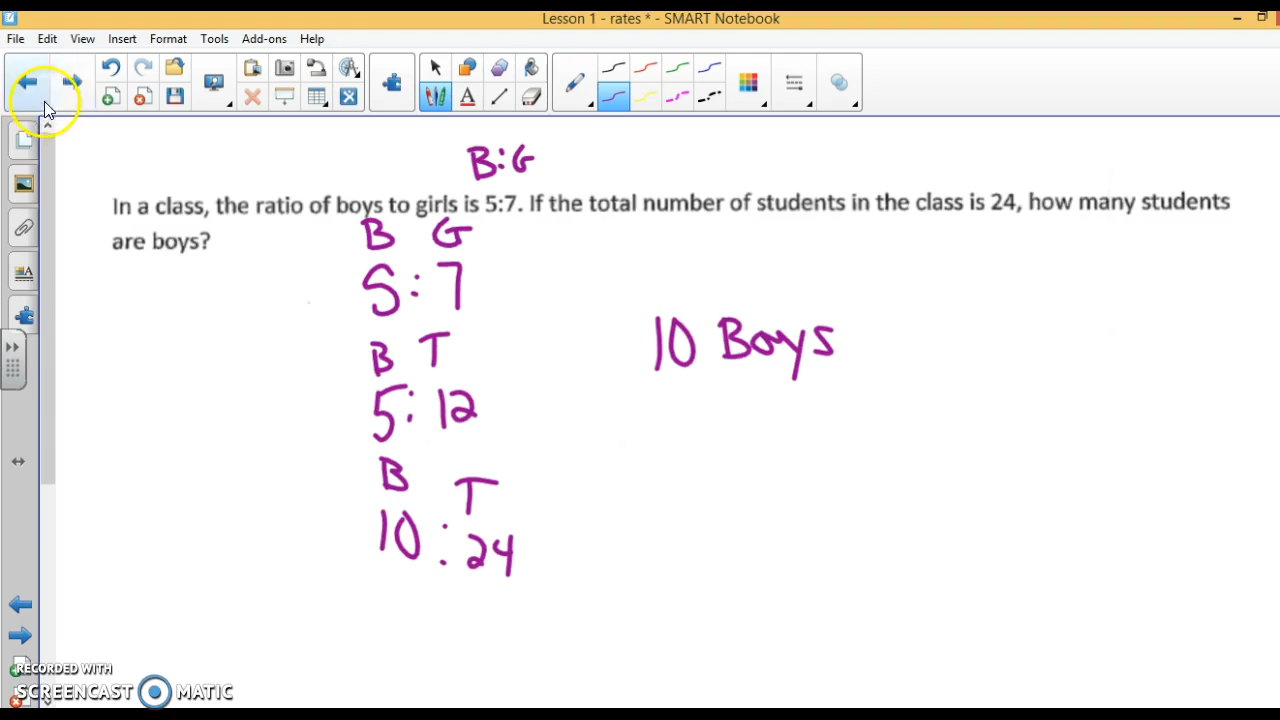 Lesson 1 - rates * - SMART Notebook
File Edit View Insert Format Tools Add-ons Help
B:G
In a class, the ratio of boys to girls is 5:7. If the total number of students in the class is 24, how many students
are boys?
B G
5:7
10 Boys
B T
5:12
B T
10:24
RECORDED WITH
SCREENCAST MATIC